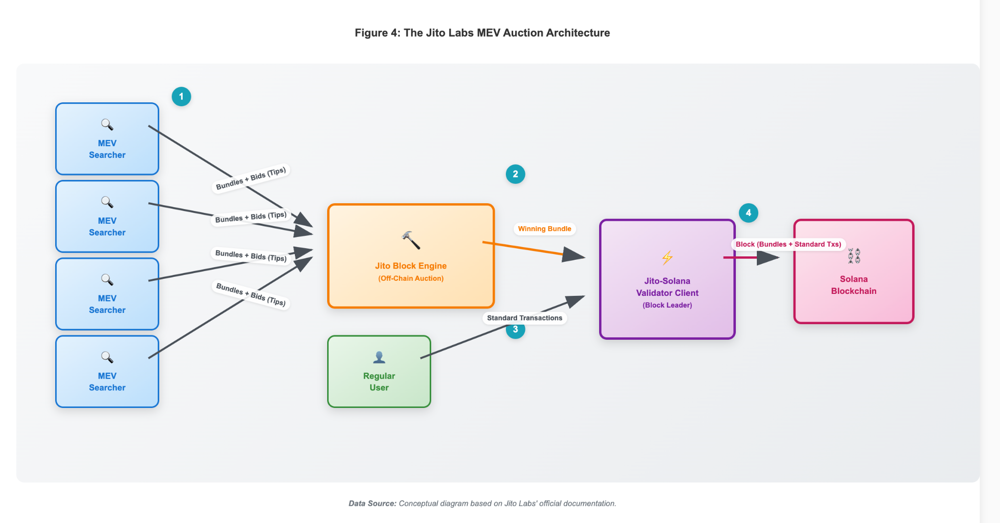 Figure 4: The Jito Labs MEV Auction Architecture
1
MEV
Searcher
Bundles + Bids (Tips)
MEV
Searcher
Bundles + Bids (Tips)
MEV
Searcher
Bundles + Bids (Tips)
MEV
Searcher
Bundles + Bids (Tips)
2
Jito Block Engine
(Off-Chain Auction)
Winning Bundle
Regular
User
Standard Transactions
3
Jito-Solana
Validator Client
(Block Leader)
4
Block (Bundles + Standard Txs)
Solana
Blockchain
Data Source: Conceptual diagram based on Jito Labs' official documentation.